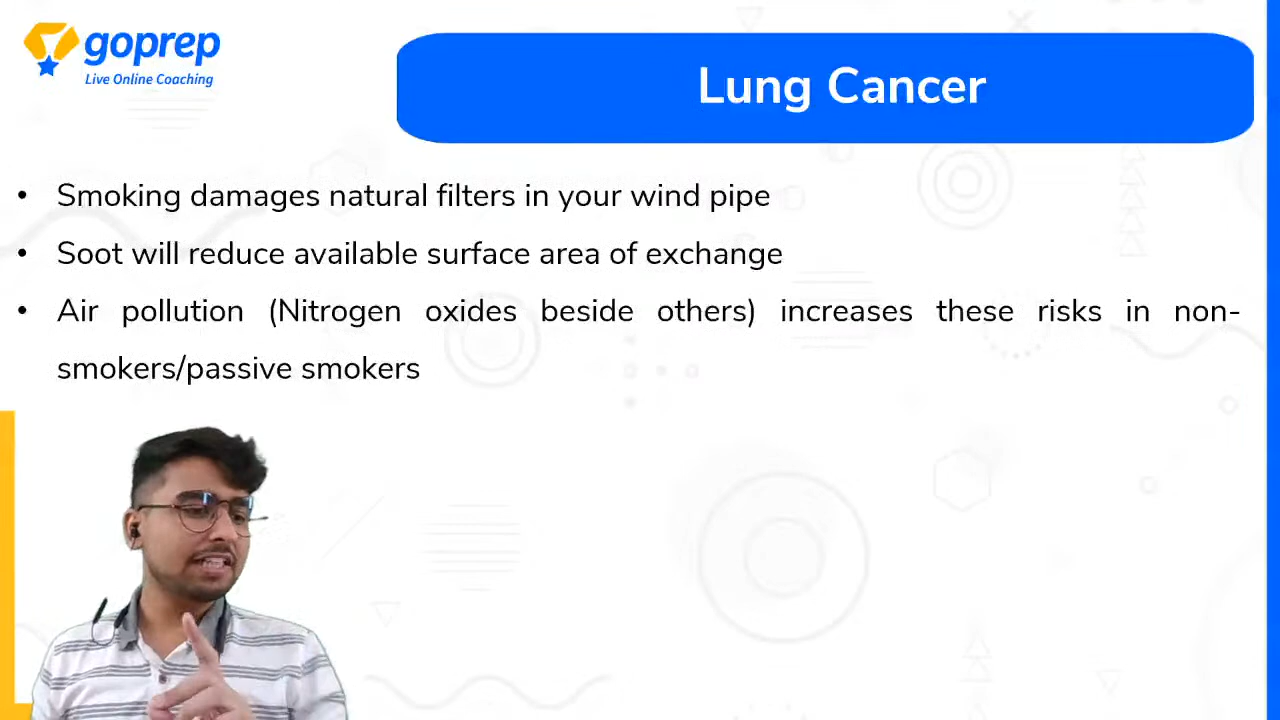 goprep
Live Online Coaching
Lung Cancer
• Smoking damages natural filters in your wind pipe
• Soot will reduce available surface area of exchange
• Air pollution (Nitrogen oxides beside others) increases these risks in non-
smokers/passive smokers